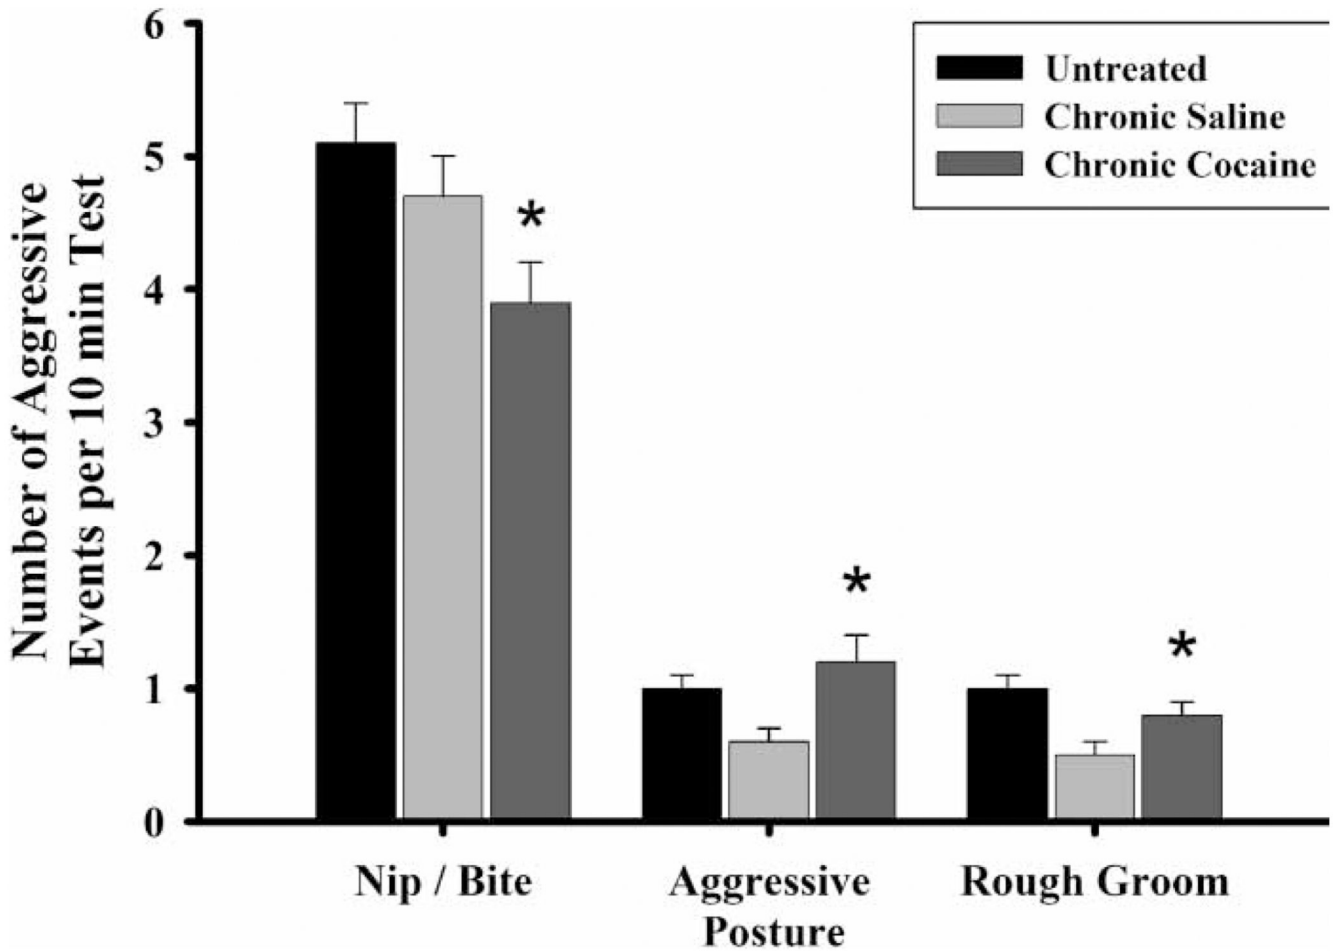 Number of Aggressive
Events per 10 min Test
6
5
4
3
2
1
0
Untreated
Chronic Saline
Chronic Cocaine
*
*
*
Nip / Bite
Aggressive
Posture
Rough Groom